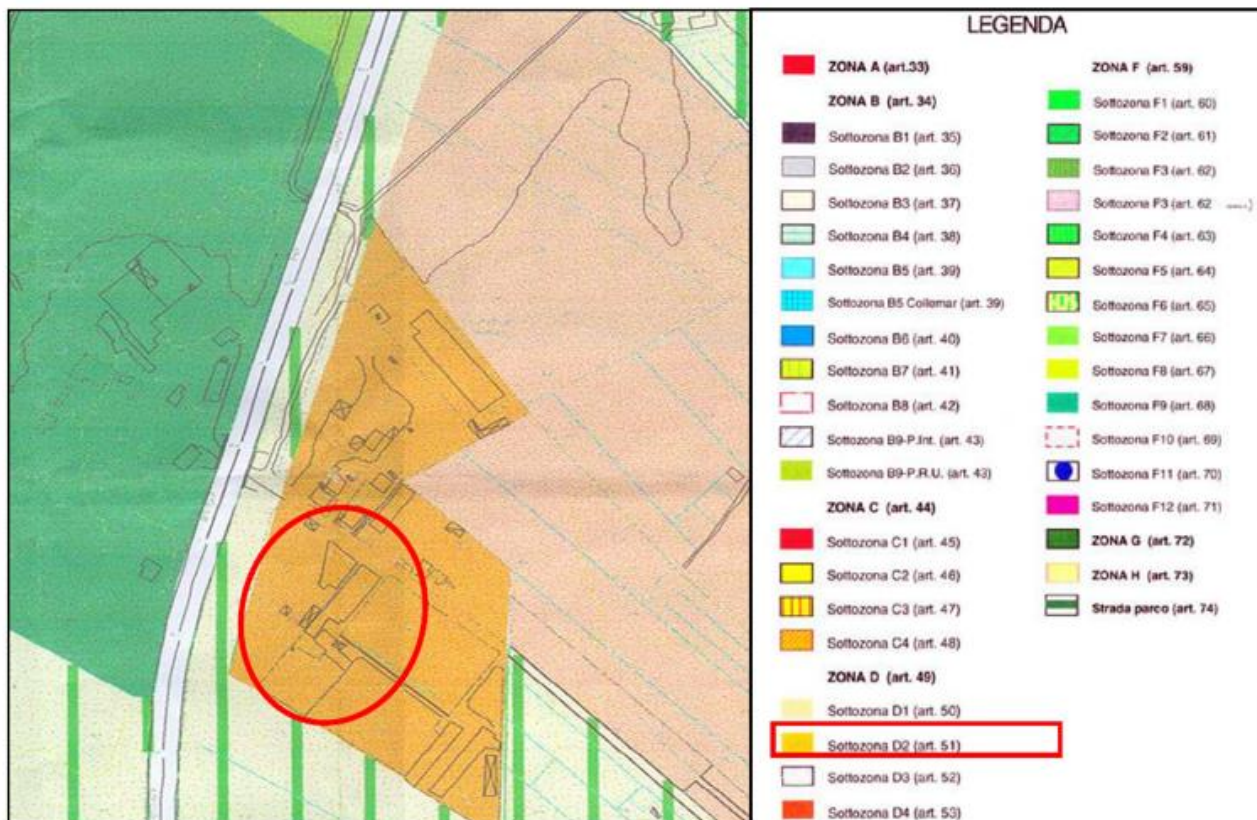 LEGENDA
ZONA A (art.33)
ZONA B (art. 34)
Sottozona B1 (art. 35)
Sottozona B2 (art. 36)
Sottozona B3 (art. 37)
Sottozona B4 (art. 38)
Sottozona B5 (art. 39)
Sottozona B5 Collemar (art. 39)
Sottozona B6 (art. 40)
Sottozona B7 (art. 41)
Sottozona B8 (art. 42)
Sottozona B9-P.Int. (art. 43)
Sottozona B9-P.R.U. (art. 43)
ZONA C (art. 44)
Sottozona C1 (art. 45)
Sottozona C2 (art. 46)
Sottozona C3 (art. 47)
Sottozona C4 (art. 48)
ZONA D (art. 49)
Sottozona D1 (art. 50)
Sottozona D2 (art. 51)
Sottozona D3 (art. 52)
Sottozona D4 (art. 53)
ZONA F (art. 59)
Sottozona F1 (art. 60)
Sottozona F2 (art. 61)
Sottozona F3 (art. 62)
Sottozona F3 (art. 62 )
Sottozona F4 (art. 63)
Sottozona F5 (art. 64)
Sottozona F6 (art. 65)
Sottozona F7 (art. 66)
Sottozona F8 (art. 67)
Sottozona F9 (art. 68)
Sottozona F10 (art. 69)
Sottozona F11 (art. 70)
Sottozona F12 (art. 71)
ZONA G (art. 72)
ZONA H (art. 73)
Strada parco (art. 74)